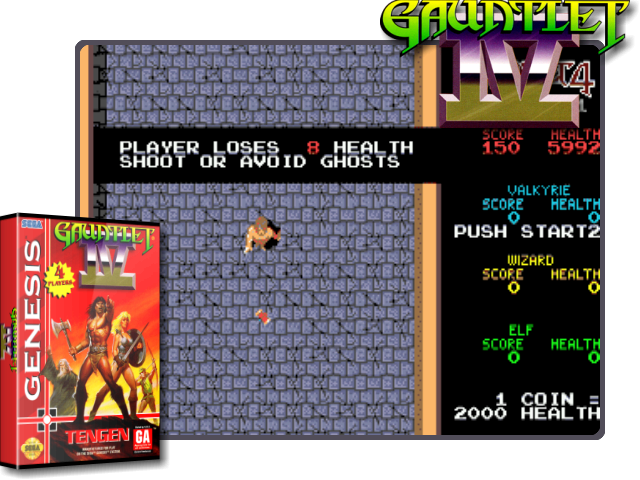 GAUNTLET
IV
PLAYER LOSES 8 HEALTH
SHOOT OR AVOID GHOSTS
SCORE HEALTH
150 5992
VALKYRIE
SCORE HEALTH
0 0
PUSH START2
WIZARD
SCORE HEALTH
0 0
ELF
SCORE HEALTH
0 0
1 COIN =
2000 HEALTH
SEGA
GENESIS
GAUNTLET
IV
4
PLAYERS
TENGEN
GA